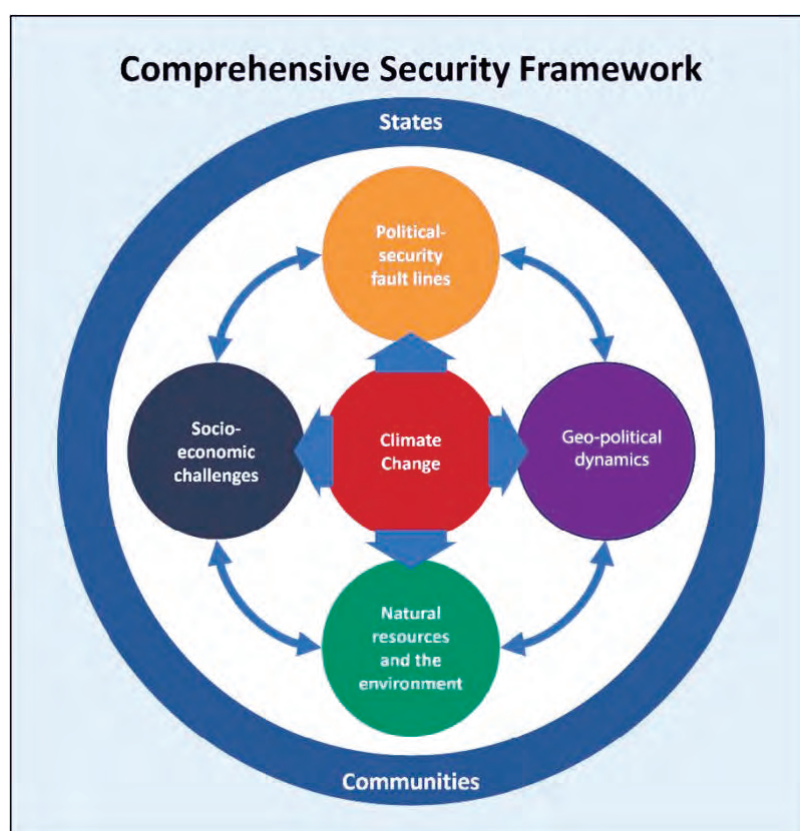 Comprehensive Security Framework
States
Political-
security
fault lines
Socio-
economic
challenges
Climate
Change
Geo-political
dynamics
Natural
resources
and the
environment
Communities